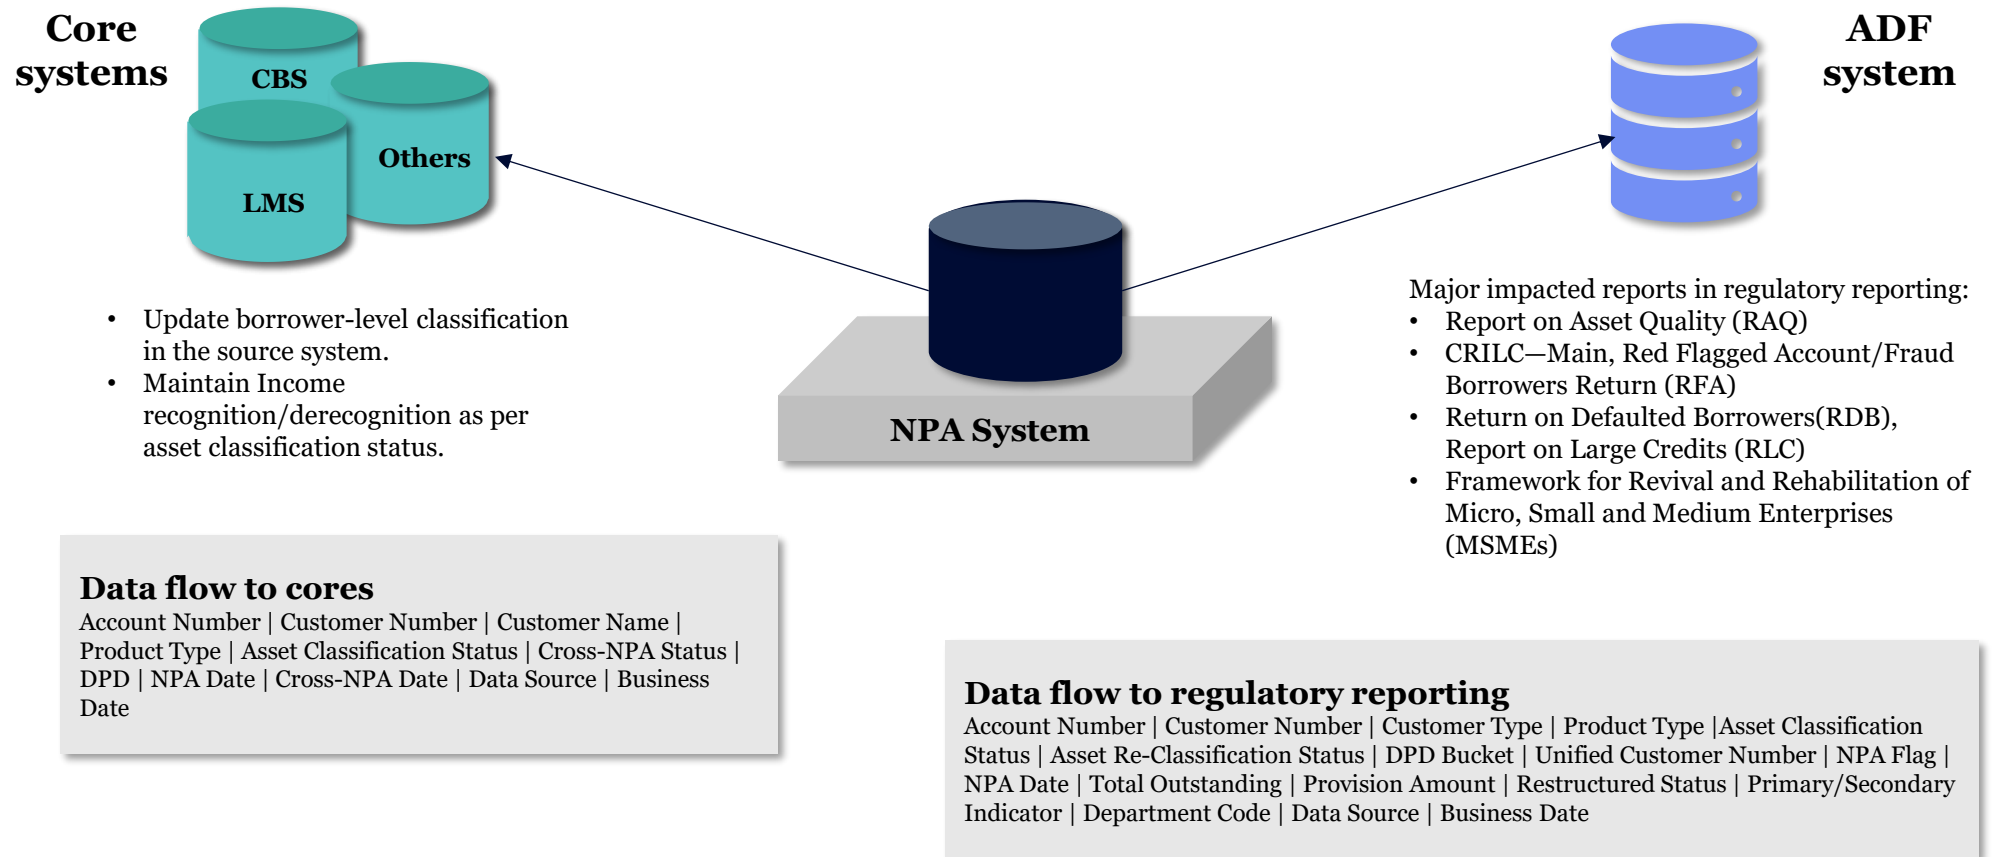 Core
systems
CBS
Others
LMS
ADF
system
NPA System
• Update borrower-level classification
in the source system.
• Maintain Income
recognition/derecognition as per
asset classification status.
Major impacted reports in regulatory reporting:
• Report on Asset Quality (RAQ)
• CRILC—Main, Red Flagged Account/Fraud
Borrowers Return (RFA)
• Return on Defaulted Borrowers(RDB),
Report on Large Credits (RLC)
• Framework for Revival and Rehabilitation of
Micro, Small and Medium Enterprises
(MSMEs)
Data flow to cores
Account Number | Customer Number | Customer Name |
Product Type | Asset Classification Status | Cross-NPA Status |
DPD | NPA Date | Cross-NPA Date | Data Source | Business
Date
Data flow to regulatory reporting
Account Number | Customer Number | Customer Type | Product Type |Asset Classification
Status | Asset Re-Classification Status | DPD Bucket | Unified Customer Number | NPA Flag |
NPA Date | Total Outstanding | Provision Amount | Restructured Status | Primary/Secondary
Indicator | Department Code | Data Source | Business Date